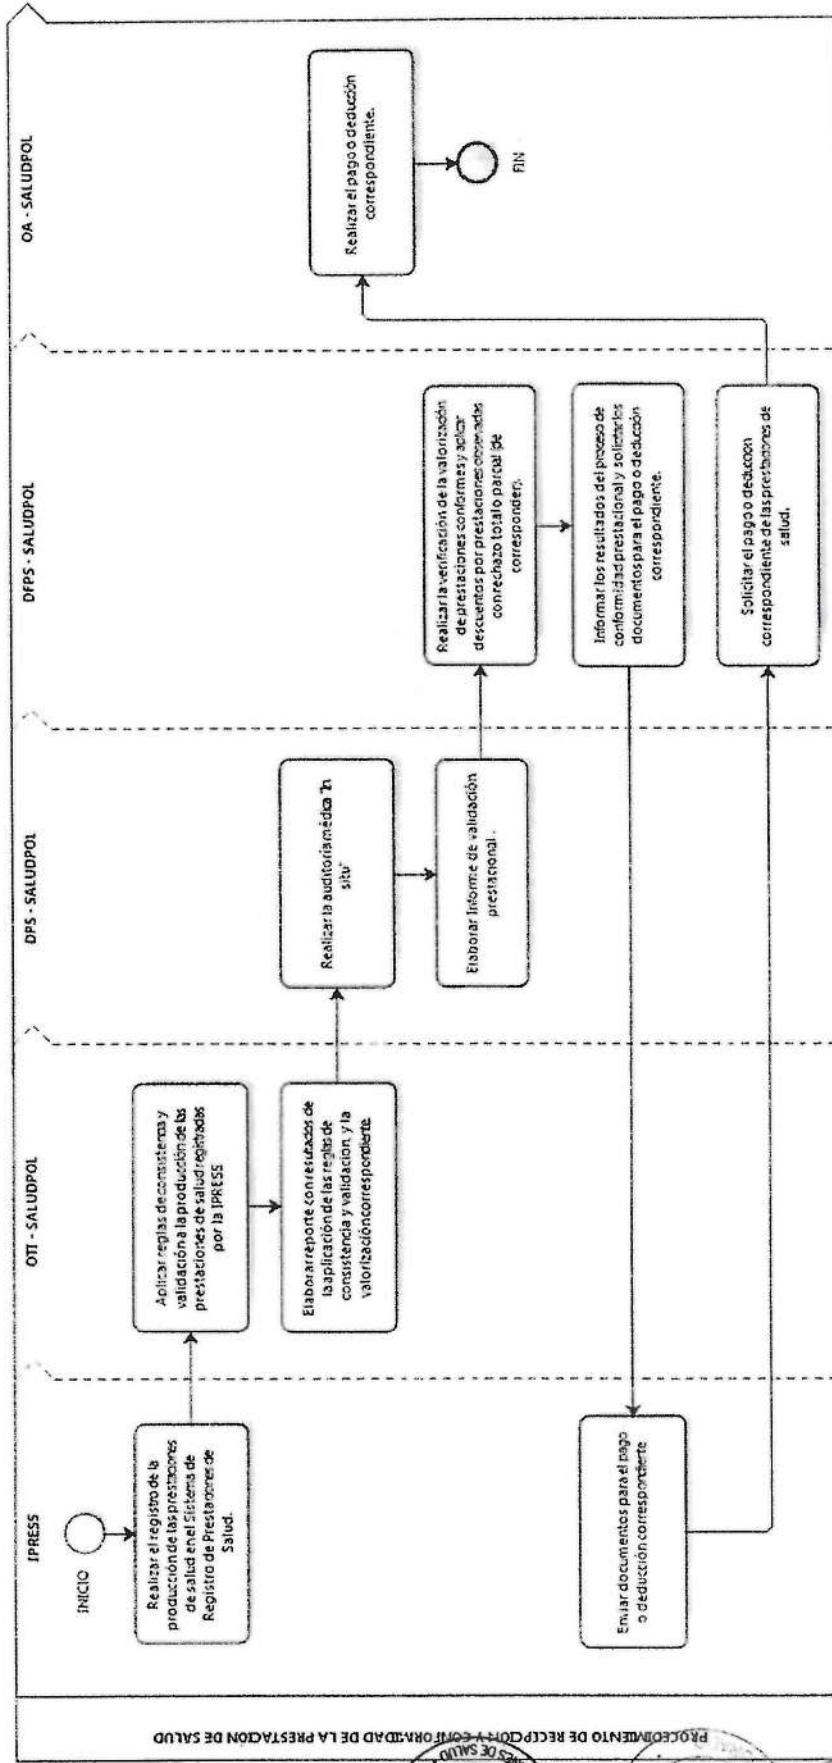 PROCEDIMIENTO DE RECEPCIÓN Y CONFORMIDAD DE LA PRESTACIÓN DE SALUD
IPRESS
OTI - SALUDPOL
DPS - SALUDPOL
DFPS - SALUDPOL
OA - SALUDPOL
INICIO
Realizar el registro de la
producción de las prestaciones
de salud en el Sistema de
Registro de Prestaciones de
Salud.
Aplicar reglas de consistencia y
validación a la producción de las
prestaciones de salud registradas
por la IPRESS
Elaborar reporte con resultados de
la aplicación de las reglas de
consistencia y validacion, y la
valorización correspondiente
Realizar la auditoria médica "in
situ"
Elaborar Informe de validación
prestacional .
Realizar la verificación de la valorización
de prestaciones conformes y aplicar
descuentos por prestaciones observadas
con rechazo total o parcial (de
corresponder).
Informar los resultados del proceso de
conformidad prestacional y solicitar los
documentos para el pago o deducción
correspondiente.
Enviar documentos para el pago
o deducción correspondiente
Solicitar el pago o deduccion
correspondiente de las prestadores de
salud.
Realizar el pago o deducción
correspondiente.
FIN
NES DE SALUD